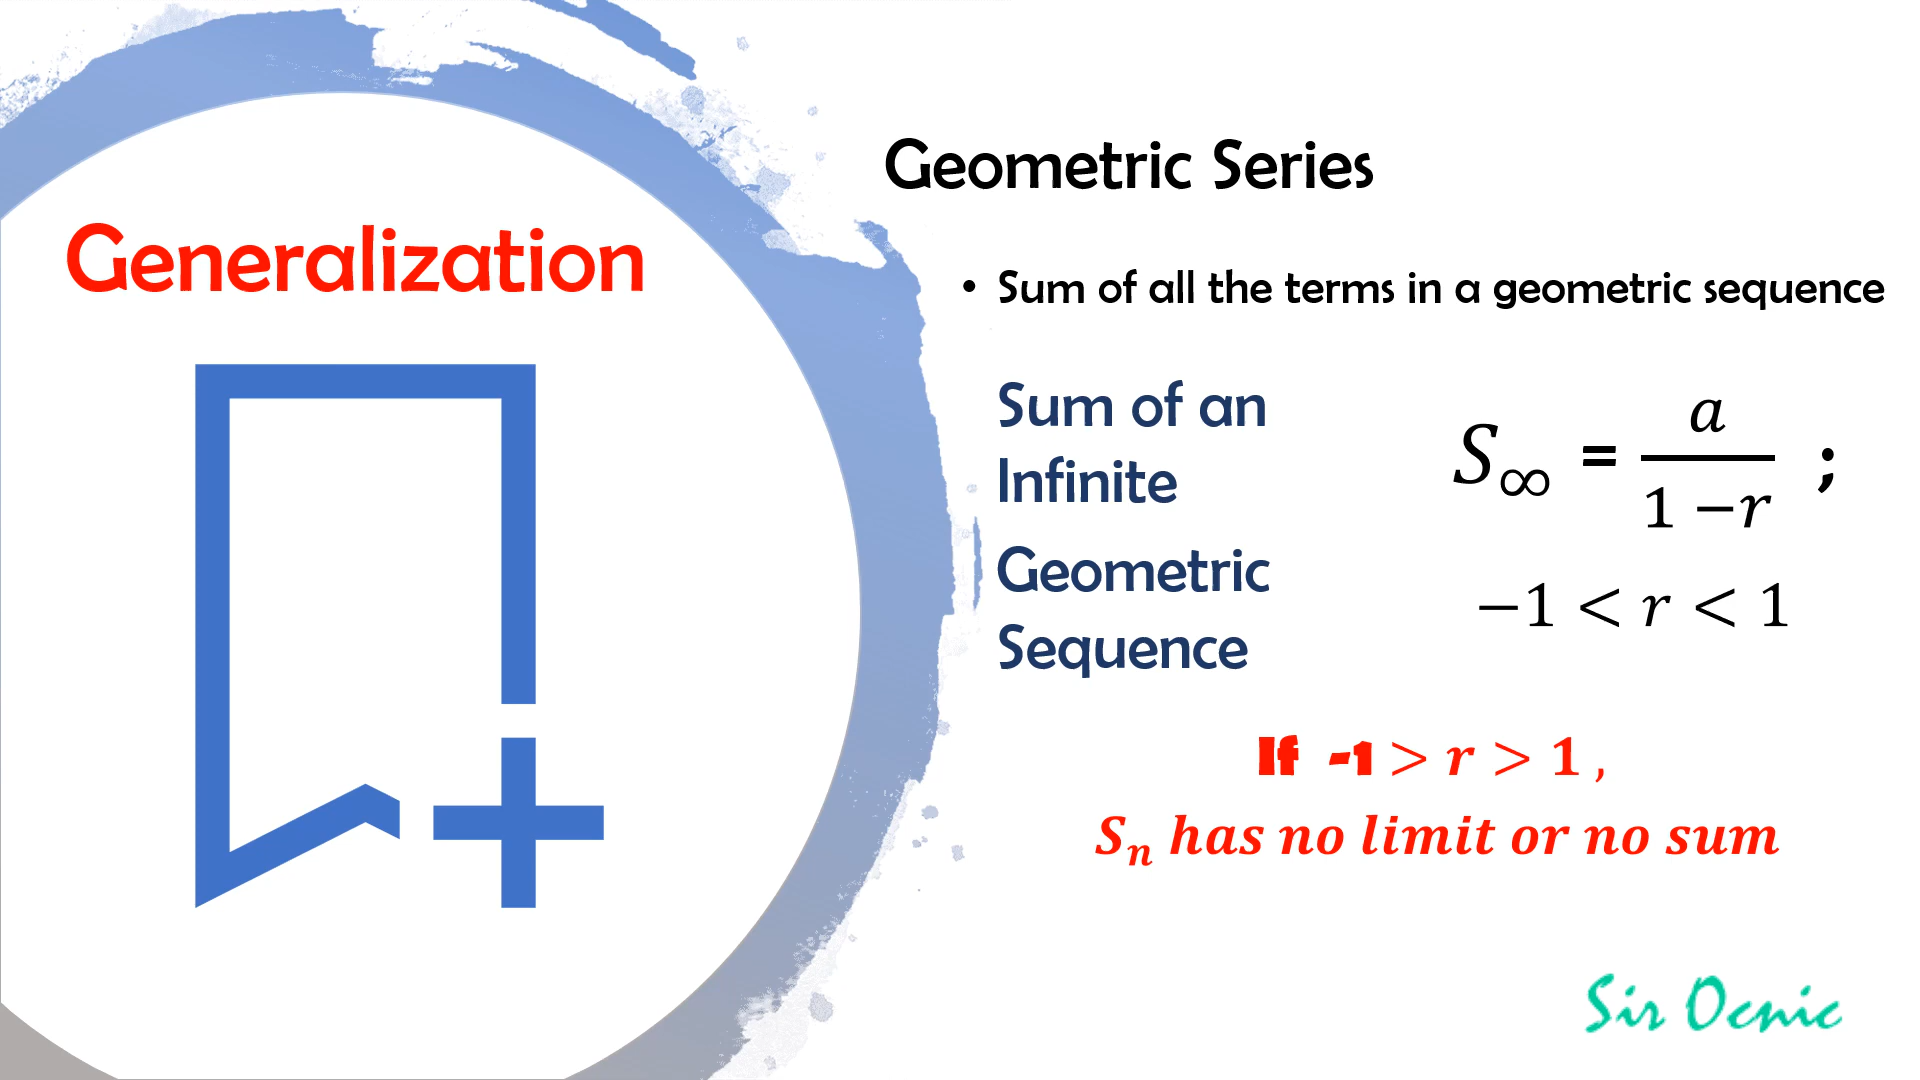 Generalization
Geometric Series
• Sum of all the terms in a geometric sequence
Sum of an
Infinite
Geometric
Sequence
S∞ = a / (1 − r) ;
−1 < r < 1
If -1 > r > 1 ,
Sₙ has no limit or no sum
Sir Ocnic